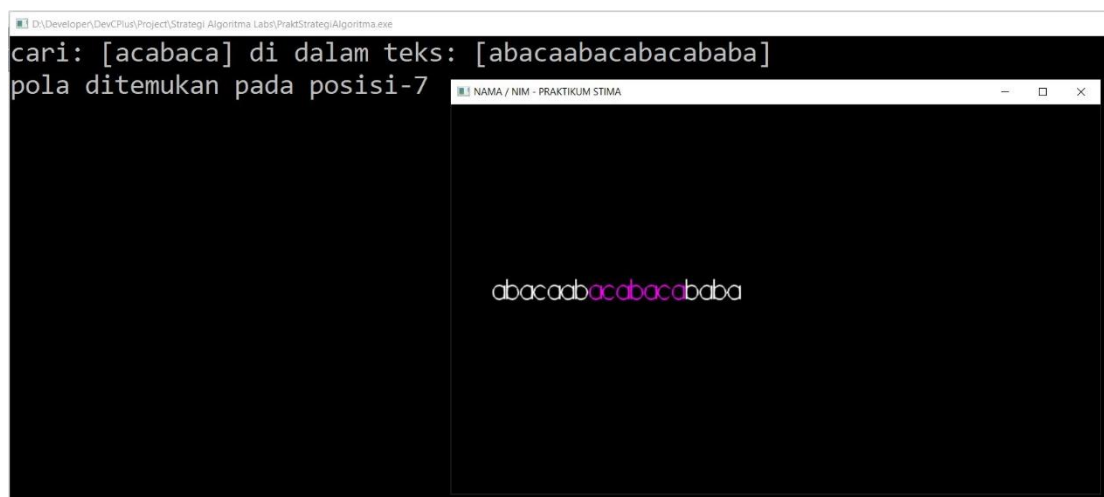 D:\Developer\DevCPlus\Project\Strategi Algoritma Labs\PraktStrategiAlgoritma.exe
cari: [acabaca] di dalam teks: [abacaabacabacababa]
pola ditemukan pada posisi-7
NAMA / NIM - PRAKTIKUM STIMA
abacaabacabacababa